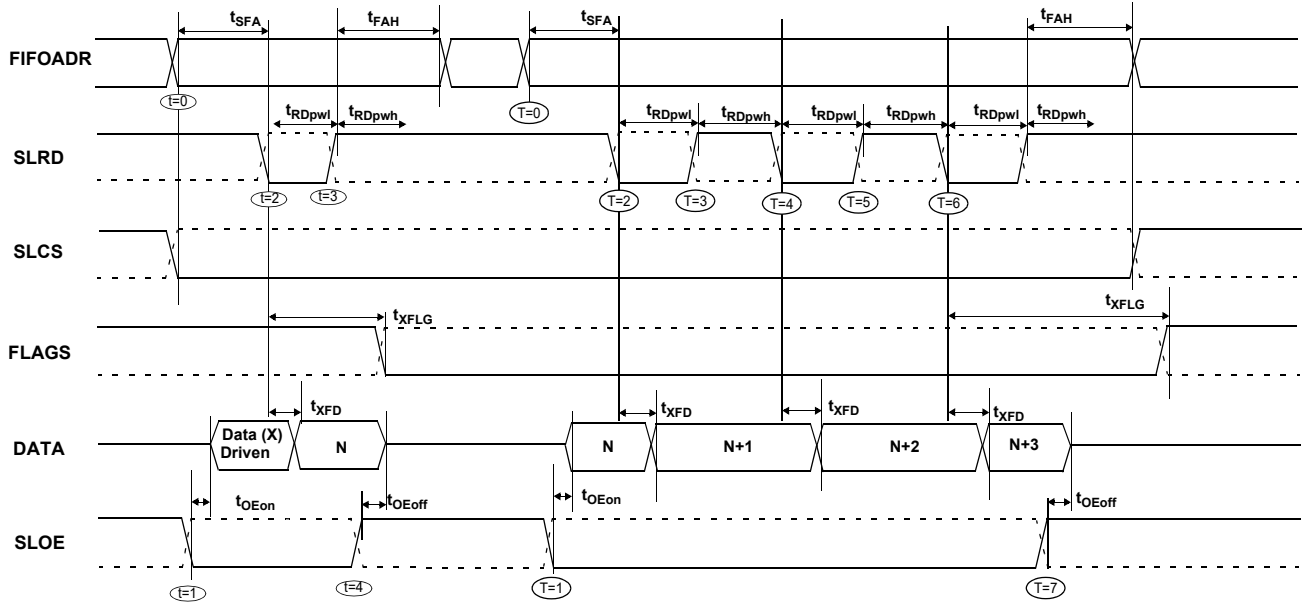 tSFA tFAH tSFA tFAH
FIFOADR
t=0 T=0
tRDpwl tRDpwh tRDpwl tRDpwh tRDpwl tRDpwh tRDpwl tRDpwh
SLRD
t=2 t=3 T=2 T=3 T=4 T=5 T=6
SLCS
tXFLG tXFLG
FLAGS
tXFD tXFD tXFD tXFD
DATA
Data (X)
Driven
N N N+1 N+2 N+3
tOEon tOEoff tOEon tOEoff
SLOE
t=1 t=4 T=1 T=7